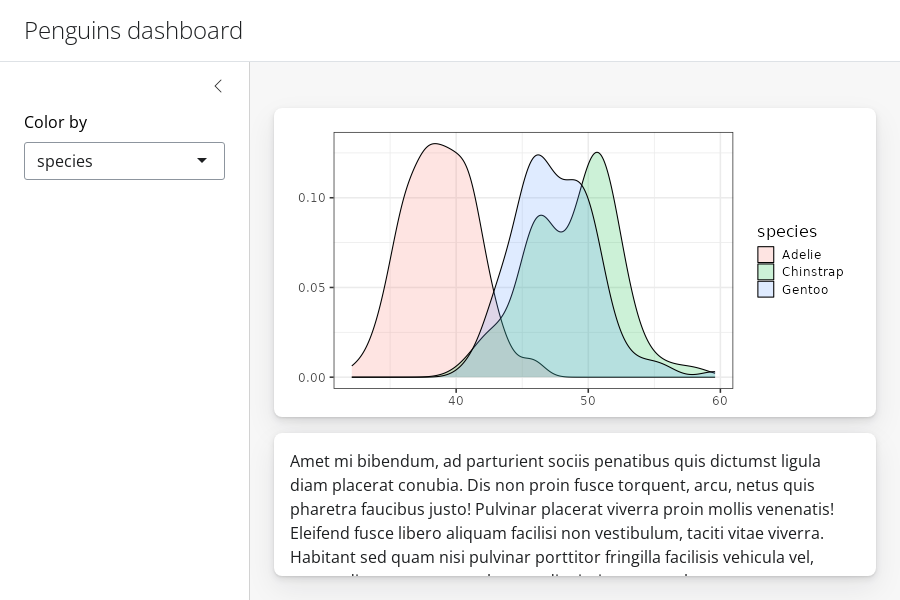 Penguins dashboard
Color by
species
0.10
0.05
0.00
40
50
60
species
Adelie
Chinstrap
Gentoo
Amet mi bibendum, ad parturient sociis penatibus quis dictumst ligula
diam placerat conubia. Dis non proin fusce torquent, arcu, netus quis
pharetra faucibus justo! Pulvinar placerat viverra proin mollis venenatis!
Eleifend fusce libero aliquam facilisi non vestibulum, taciti vitae viverra.
Habitant sed quam nisi pulvinar porttitor fringilla facilisis vehicula vel,